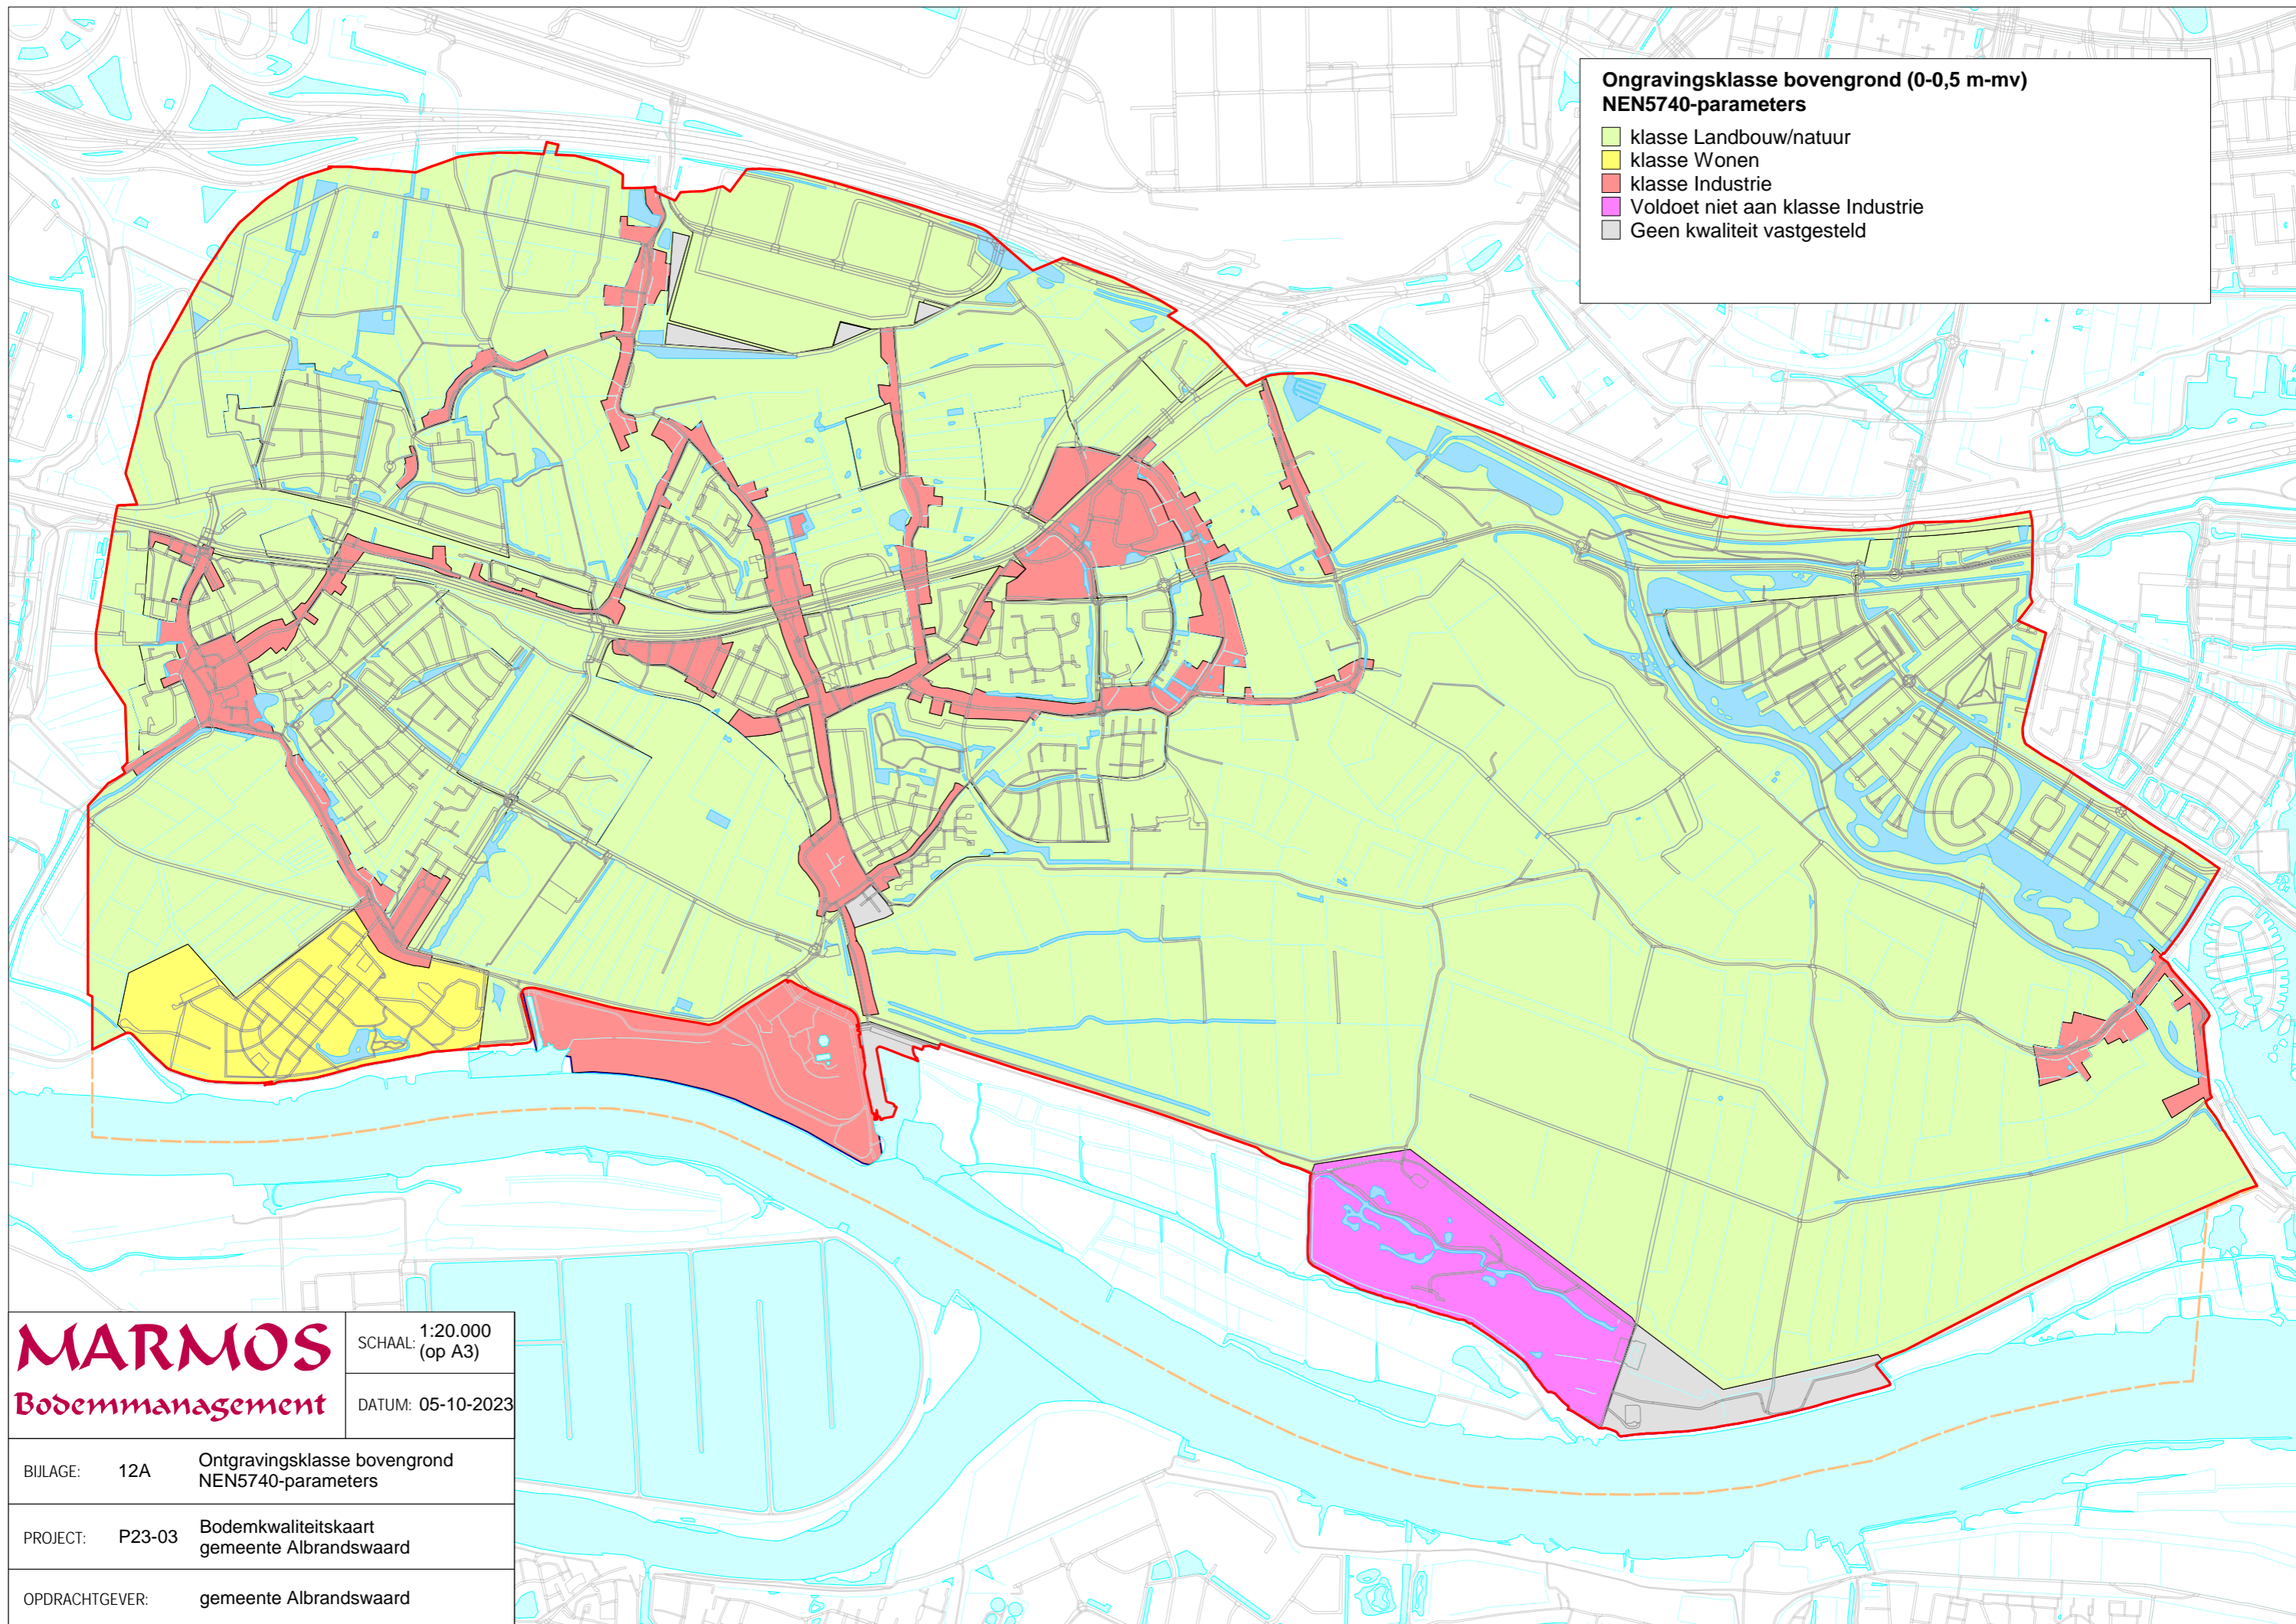 Ongravingsklasse bovengrond (0-0,5 m-mv)
NEN5740-parameters
klasse Landbouw/natuur
klasse Wonen
klasse Industrie
Voldoet niet aan klasse Industrie
Geen kwaliteit vastgesteld
MARMOS
Bodemmanagement
SCHAAL: 1:20.000
(op A3)
DATUM: 05-10-2023
BIJLAGE: 12A Ontgravingsklasse bovengrond
NEN5740-parameters
PROJECT: P23-03 Bodemkwaliteitskaart
gemeente Albrandswaard
OPDRACHTGEVER: gemeente Albrandswaard